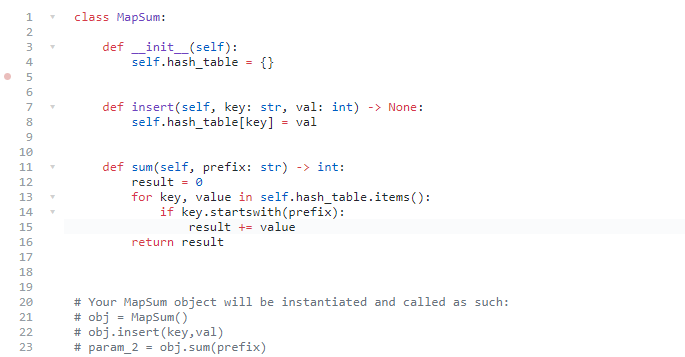 1 class MapSum:
2
3     def __init__(self):
4         self.hash_table = {}
5
6
7     def insert(self, key: str, val: int) -> None:
8         self.hash_table[key] = val
9
10
11     def sum(self, prefix: str) -> int:
12         result = 0
13         for key, value in self.hash_table.items():
14             if key.startswith(prefix):
15                 result += value
16         return result
17
18
19
20 # Your MapSum object will be instantiated and called as such:
21 # obj = MapSum()
22 # obj.insert(key,val)
23 # param_2 = obj.sum(prefix)